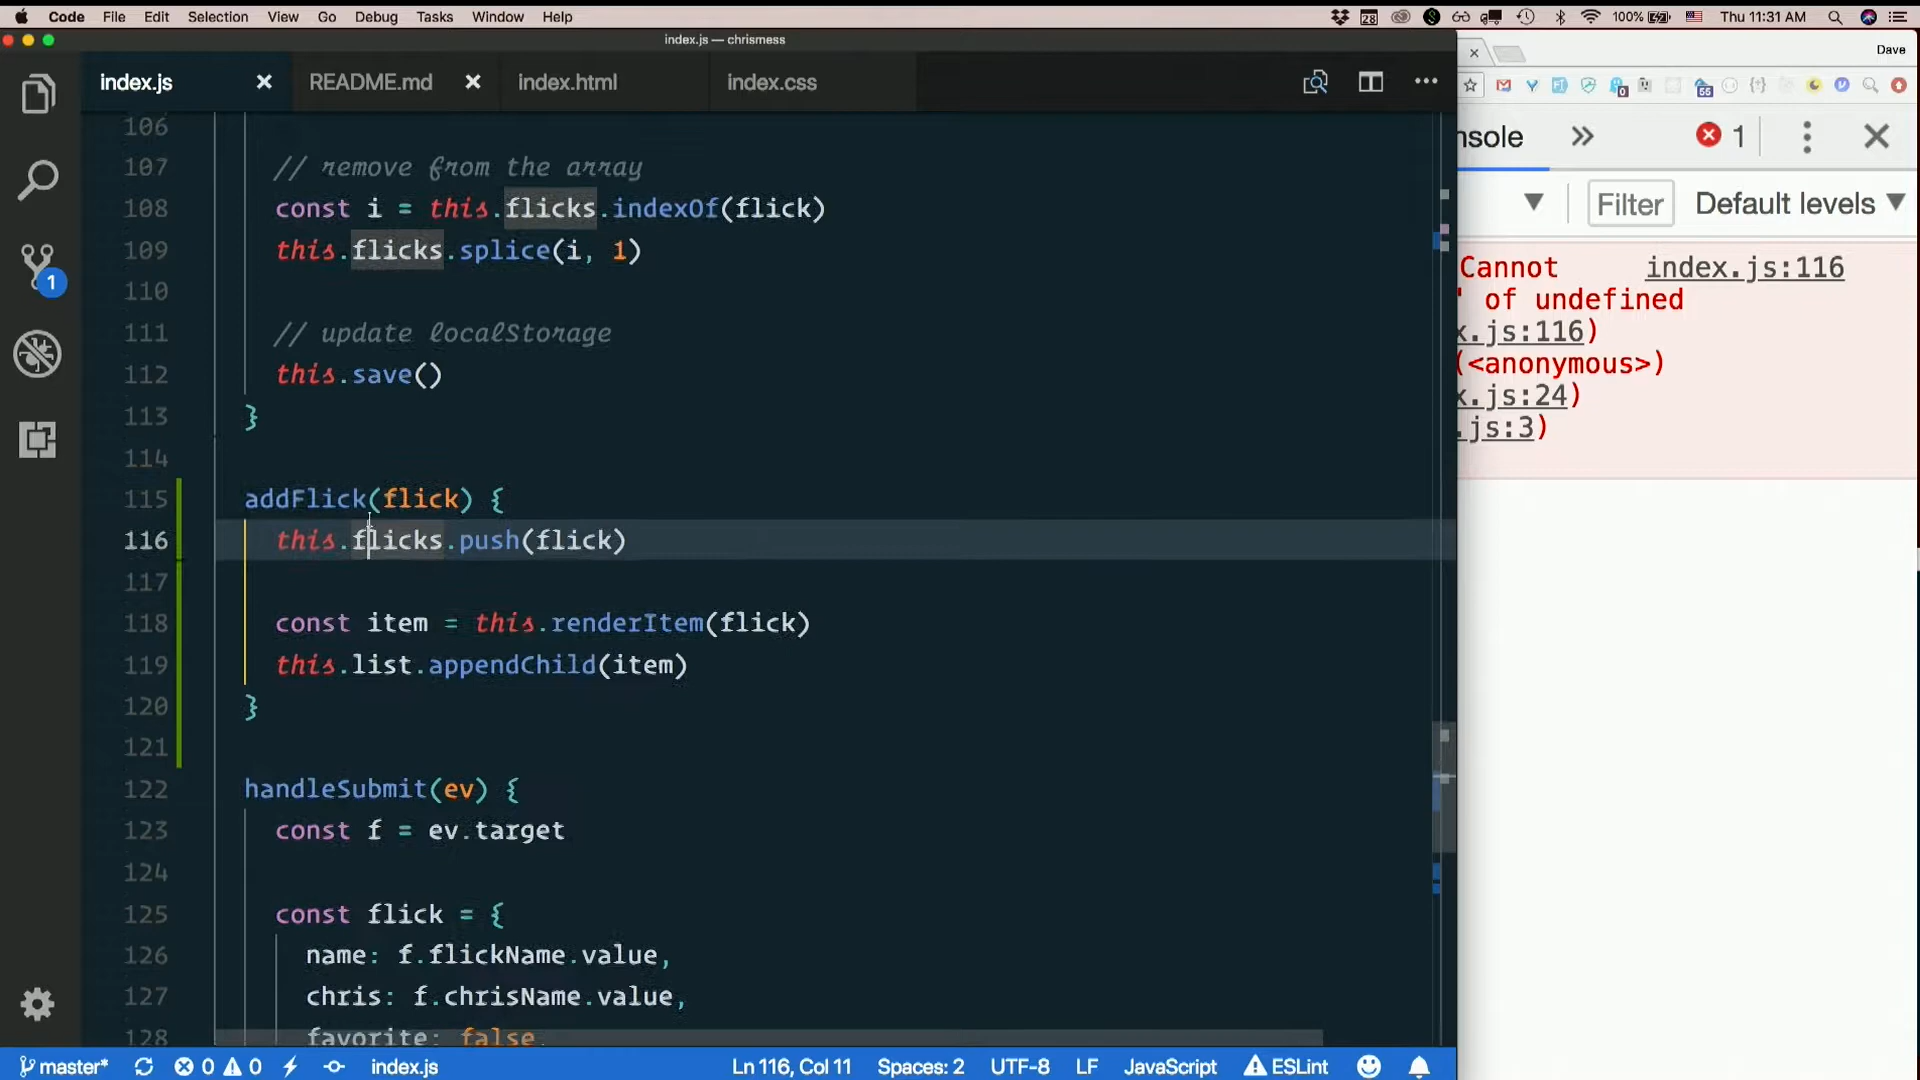 Code File Edit Selection View Go Debug Tasks Window Help 28 100% Thu 11:31 AM
index.js — chrismess
Dave
index.js README.md index.html index.css
0 55
nsole 1
Filter Default levels
Cannot index.js:116
' of undefined
x.js:116)
(<anonymous>)
x.js:24)
.js:3)
1
106
107 // remove from the array
108 const i = this.flicks.indexOf(flick)
109 this.flicks.splice(i, 1)
110
111 // update localStorage
112 this.save()
113 }
114
115 addFlick(flick) {
116 this.flicks.push(flick)
117
118 const item = this.renderItem(flick)
119 this.list.appendChild(item)
120 }
121
122 handleSubmit(ev) {
123 const f = ev.target
124
125 const flick = {
126 name: f.flickName.value,
127 chris: f.chrisName.value,
128 favorite: false,
master* 0 0 index.js Ln 116, Col 11 Spaces: 2 UTF-8 LF JavaScript ESLint